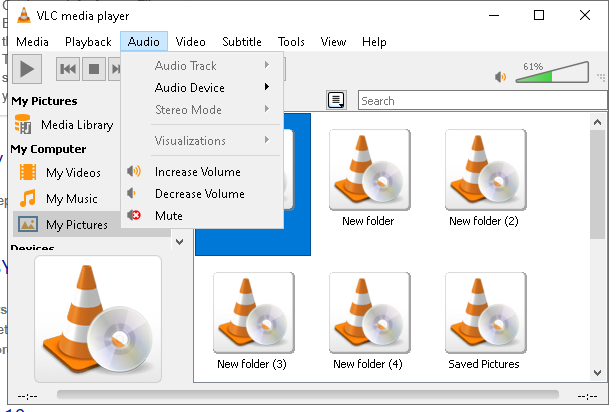 VLC media player
Media Playback Audio Video Subtitle Tools View Help
61%
Audio Track
Audio Device
Stereo Mode
Visualizations
Increase Volume
Decrease Volume
Mute
My Pictures
Media Library
My Computer
My Videos
My Music
My Pictures
Devices
Search
New folder
New folder (2)
New folder (3)
New folder (4)
Saved Pictures
--:--
--:--